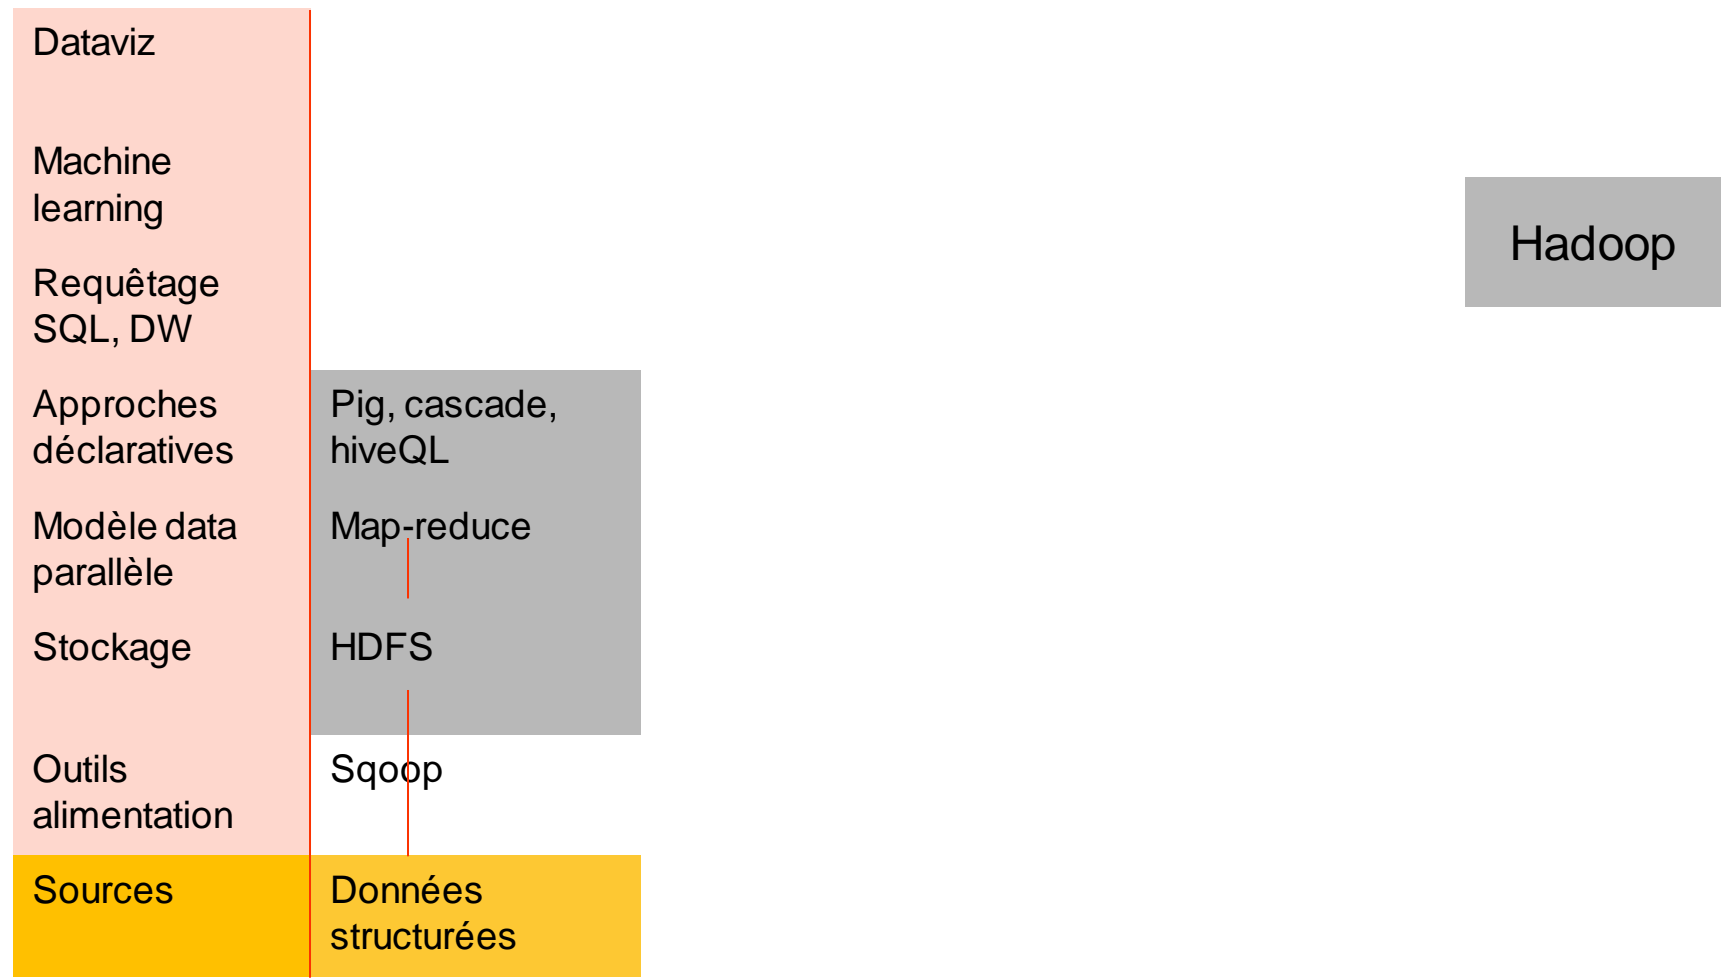 Dataviz
Machine
learning
Hadoop
Requêtage
SQL, DW
Approches
déclaratives
Pig, cascade,
hiveQL
Modèle data
parallèle
Map-reduce
Stockage
HDFS
Outils
alimentation
Sqoop
Sources
Données
structurées